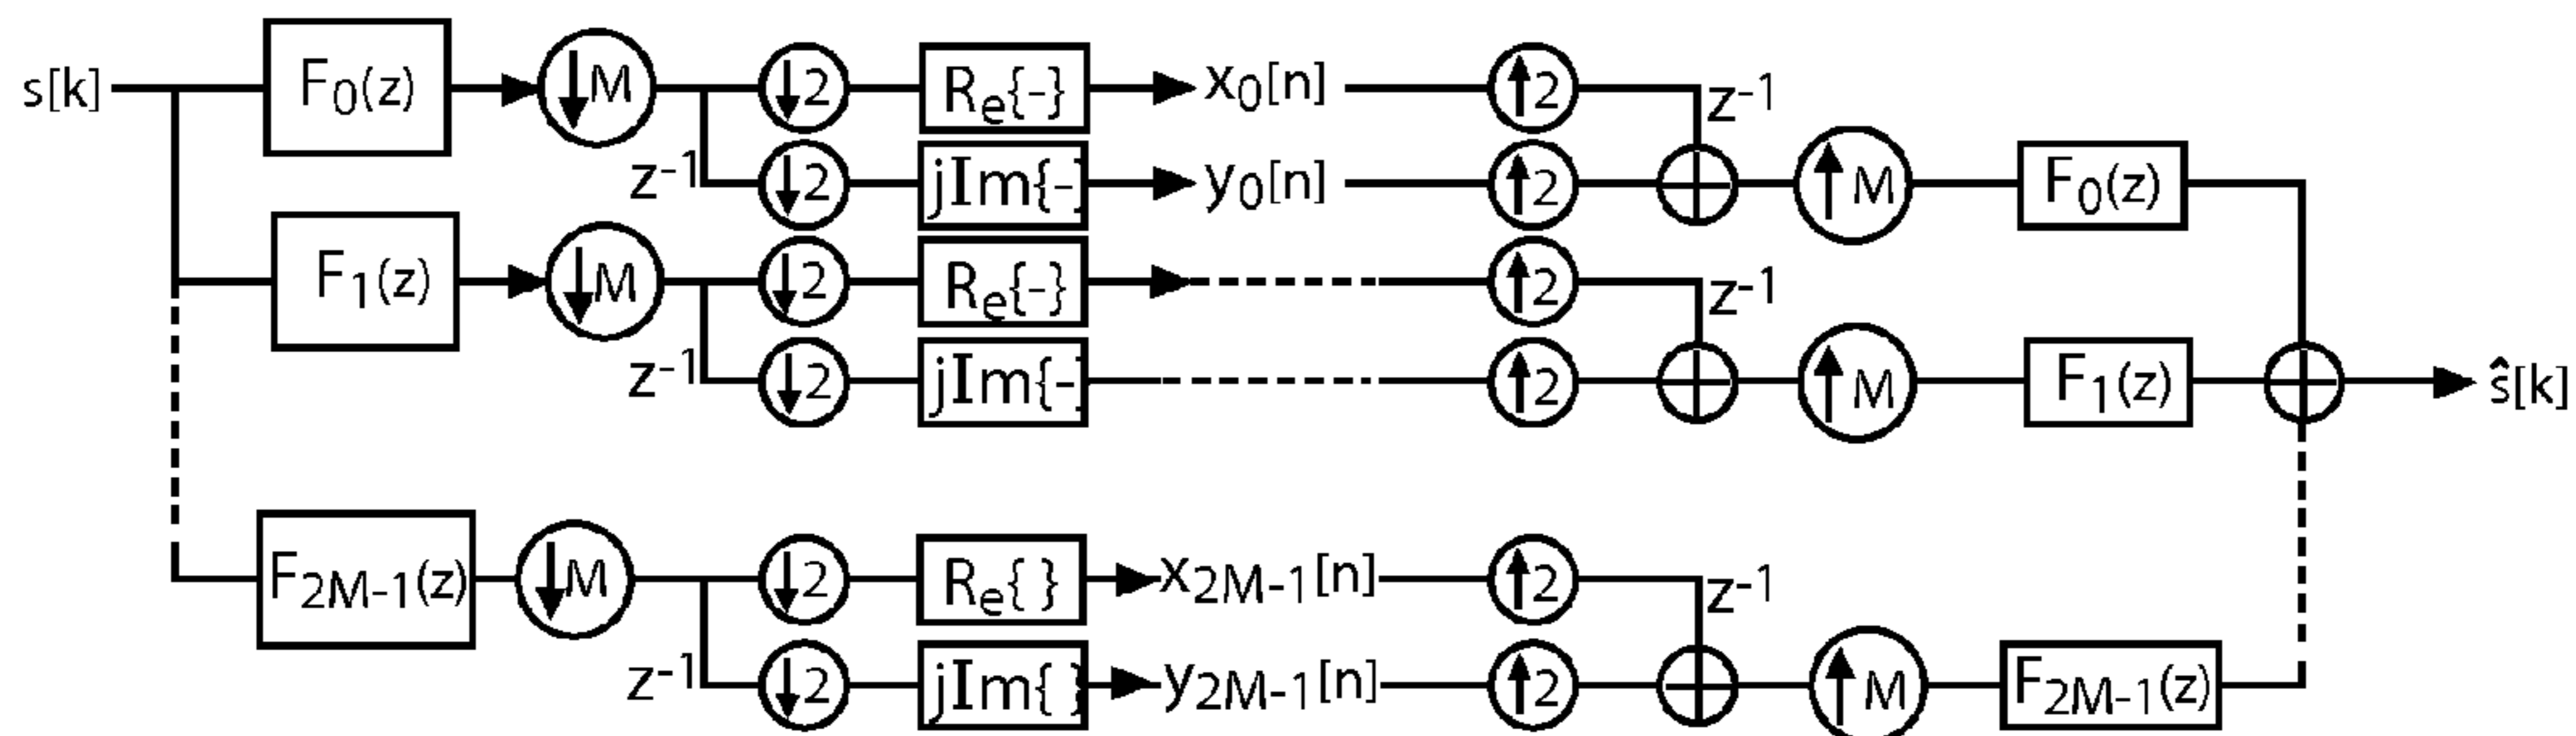 s[k] F₀(z) ↓M ↓2 Re{-} x₀[n] ↑2 z⁻¹
z⁻¹ ↓2 jIm{-} y₀[n] ↑2 ↑M F₀(z)
F₁(z) ↓M ↓2 Re{-} ↑2 z⁻¹
z⁻¹ ↓2 jIm{-} ↑2 ↑M F₁(z) ŝ[k]
F₂M₋₁(z) ↓M ↓2 Re{ } x₂M₋₁[n] ↑2 z⁻¹
z⁻¹ ↓2 jIm{ } y₂M₋₁[n] ↑2 ↑M F₂M₋₁(z)